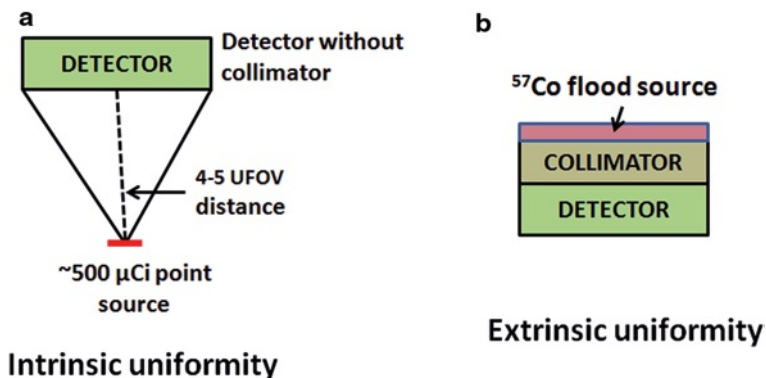 a
DETECTOR
Detector without
collimator
4-5 UFOV
distance
~500 μCi point
source
Intrinsic uniformity
b
⁵⁷Co flood source
COLLIMATOR
DETECTOR
Extrinsic uniformity